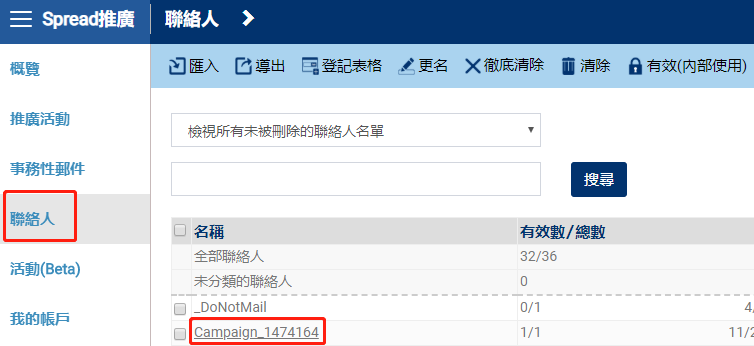 Spread推廣 聯絡人
匯入 導出 登記表格 更名 徹底清除 清除 有效(內部使用)
概覽
推廣活動
事務性郵件
聯絡人
活動(Beta)
我的帳戶
檢視所有未被刪除的聯絡人名單
搜尋
名稱 有效數/總數
全部聯絡人 32/36
未分類的聯絡人 0
_DoNotMail 0/1 4/
Campaign_1474164 1/1 11/2